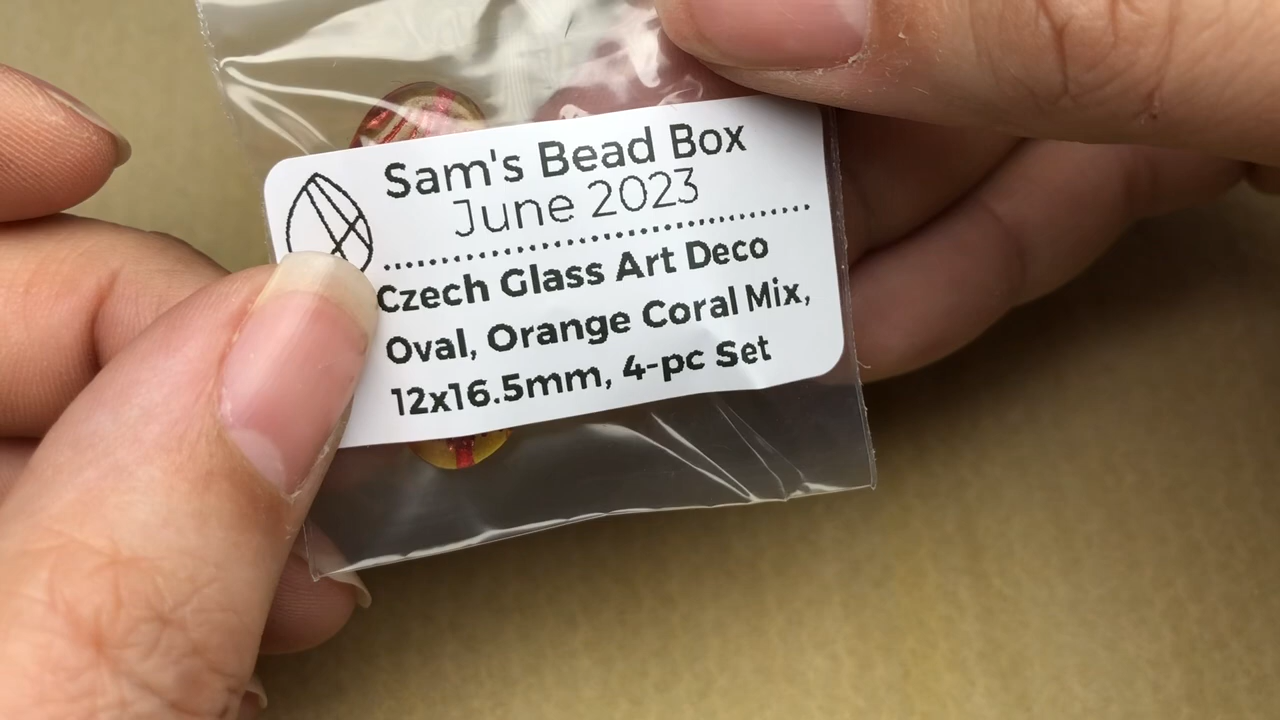 Sam's Bead Box
June 2023
Czech Glass Art Deco
Oval, Orange Coral Mix,
12x16.5mm, 4-pc Set